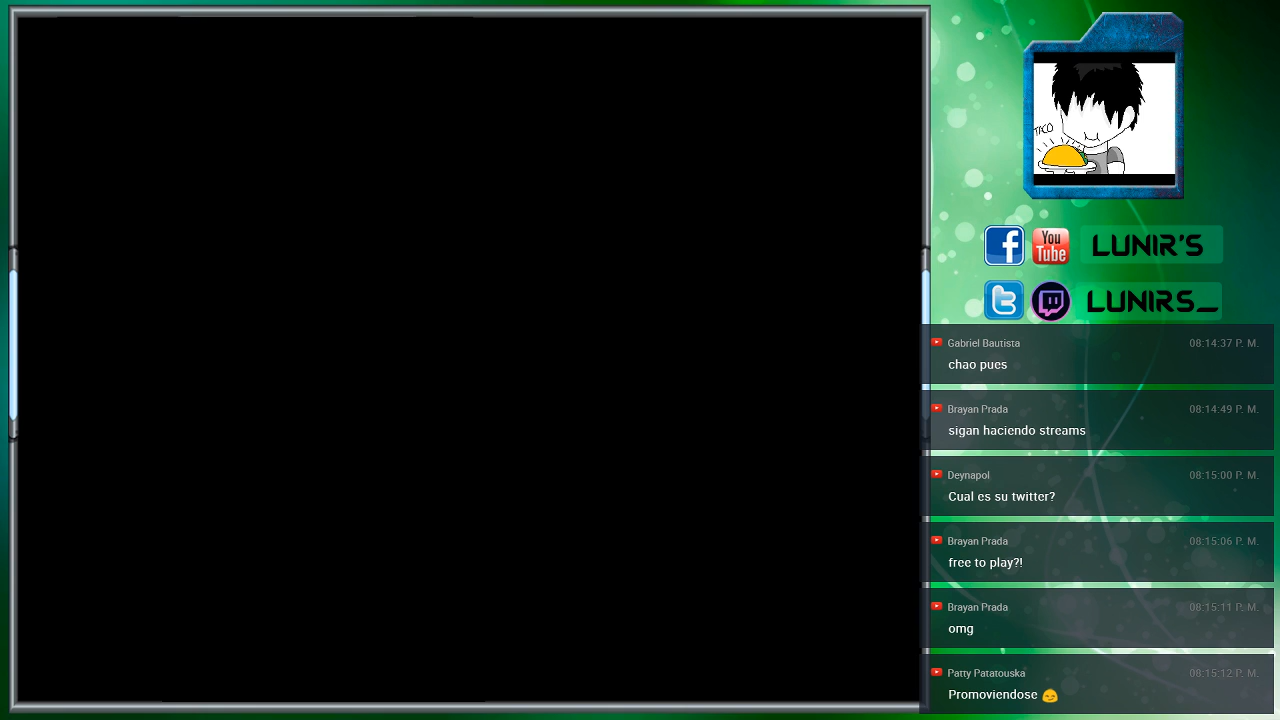 TACO
You
Tube
LUNIR'S
LUNIRS_
Gabriel Bautista 08:14:37 P. M.
chao pues
Brayan Prada 08:14:49 P. M.
sigan haciendo streams
Deynapol 08:15:00 P. M.
Cual es su twitter?
Brayan Prada 08:15:06 P. M.
free to play?!
Brayan Prada 08:15:11 P. M.
omg
Patty Patatouska 08:15:12 P. M.
Promoviendose 😊